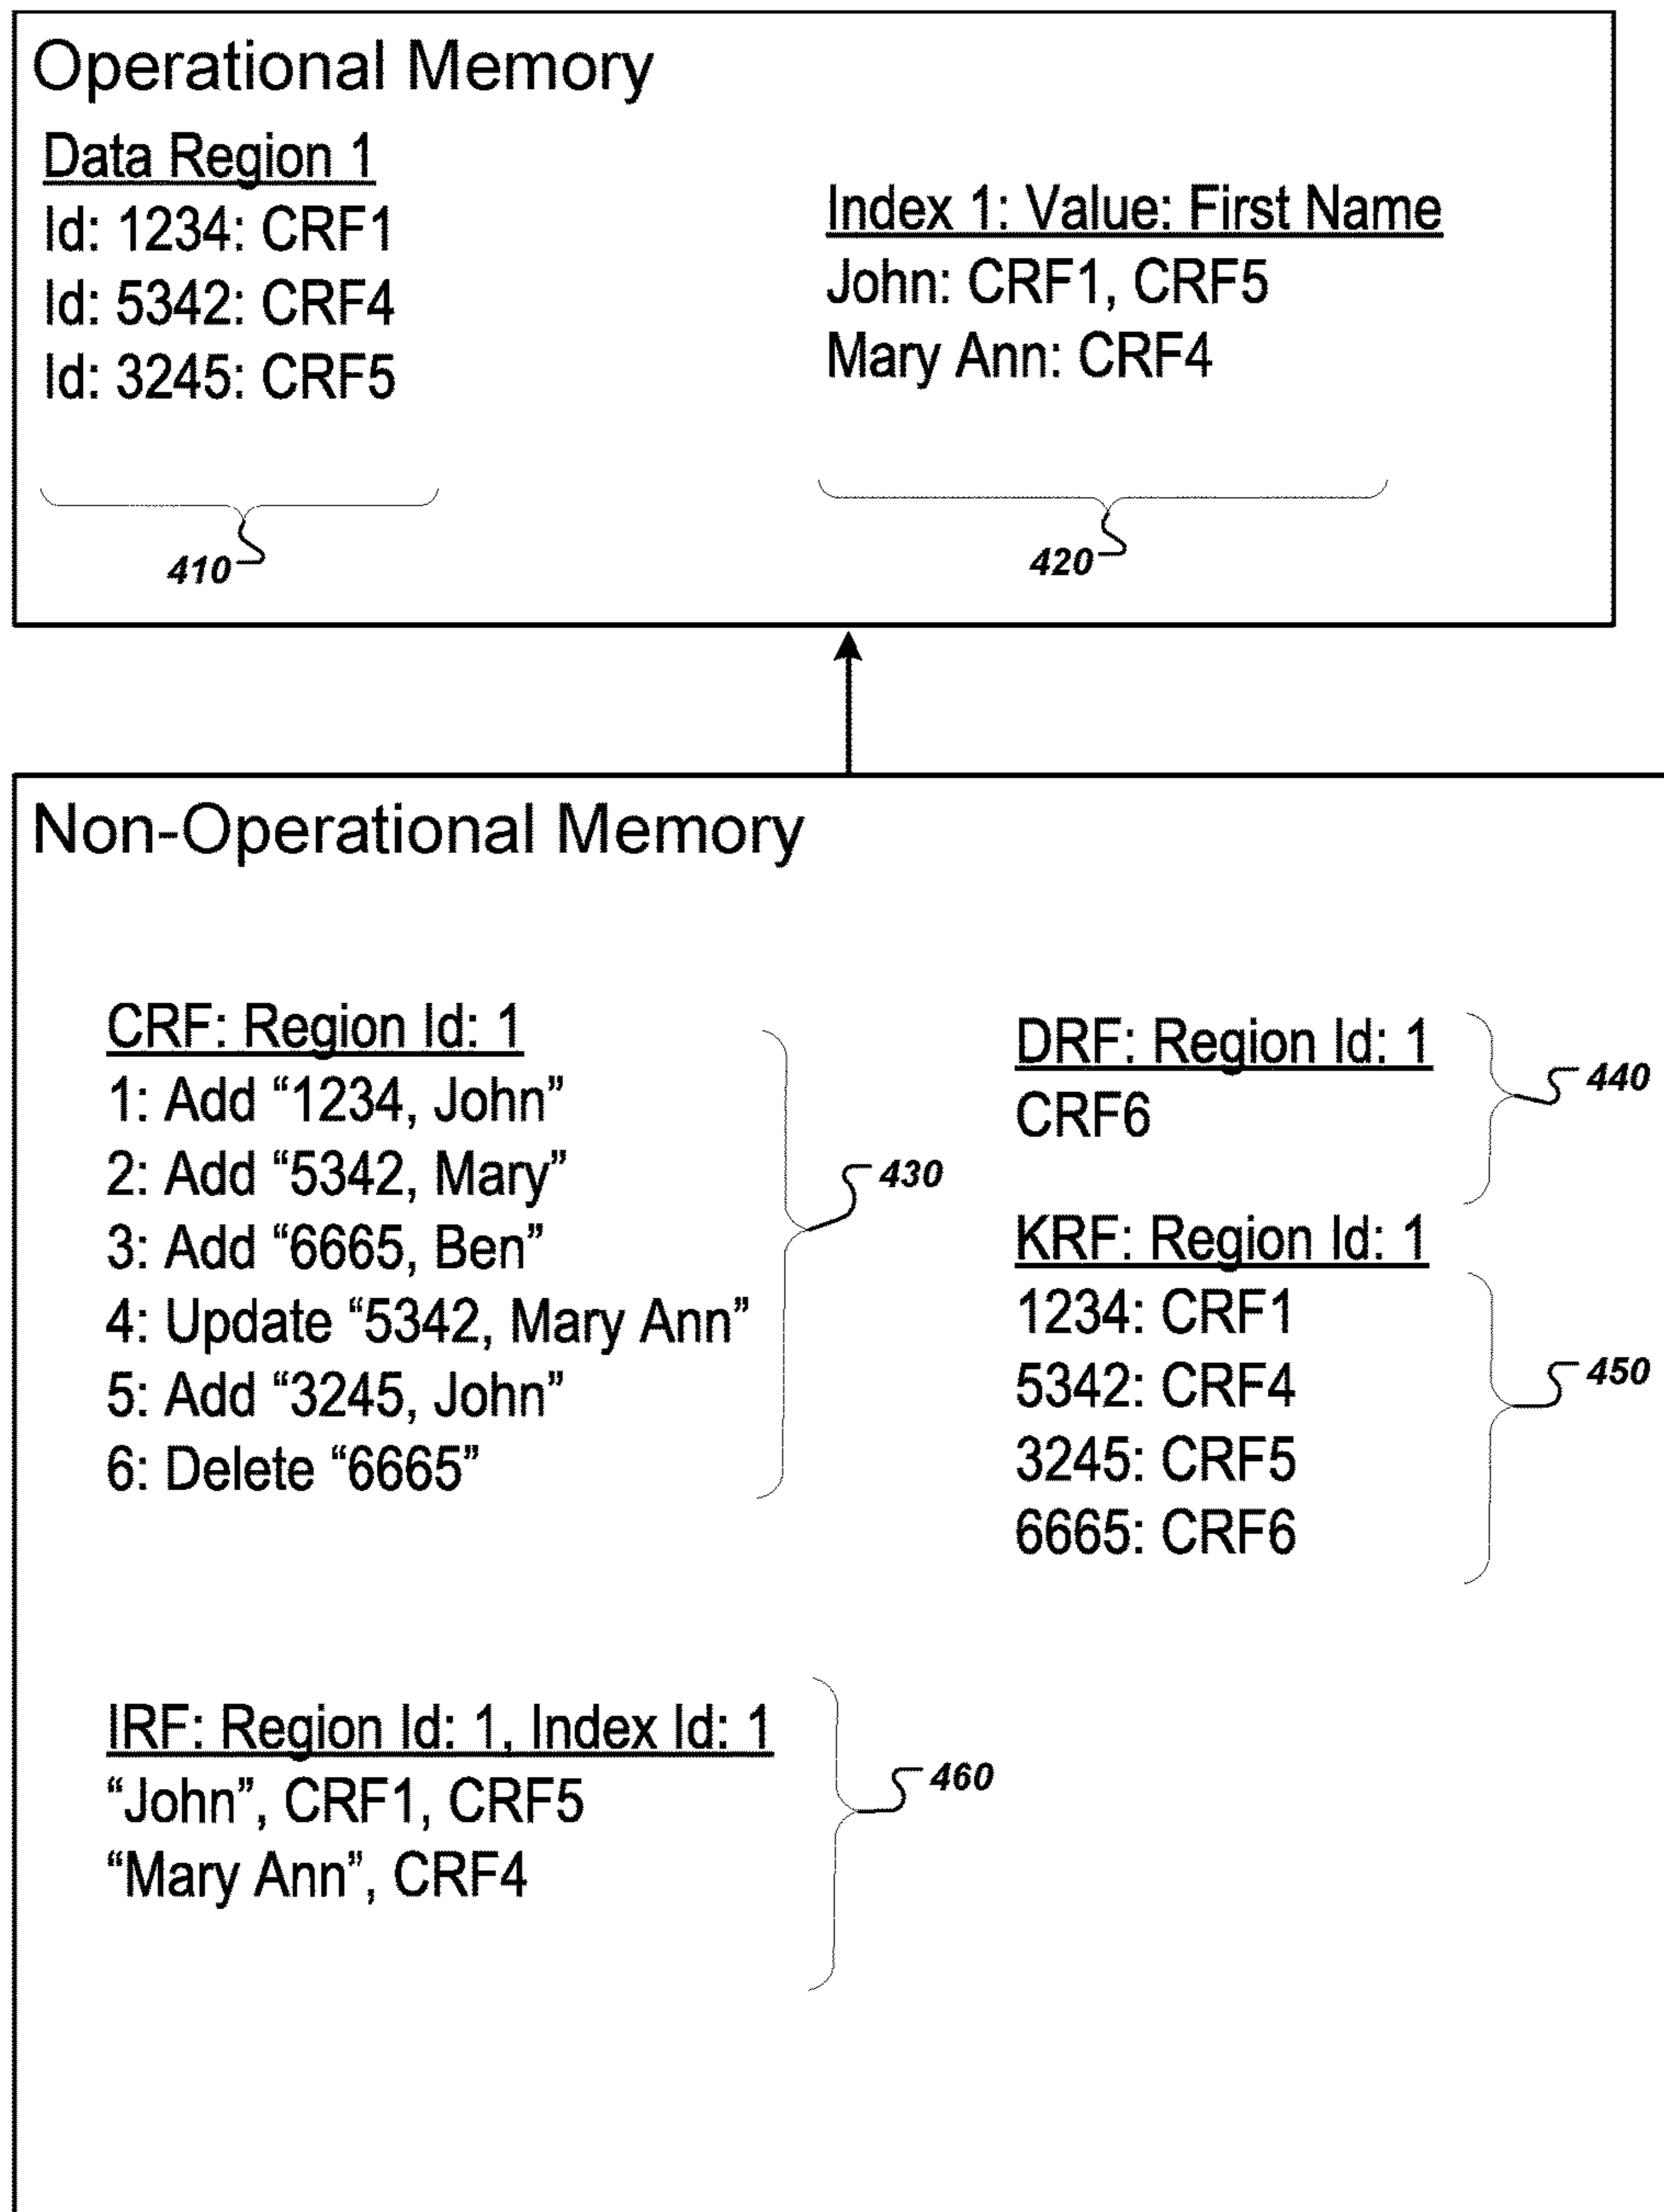 Operational Memory
Data Region 1
Id: 1234: CRF1
Id: 5342: CRF4
Id: 3245: CRF5
410
Index 1: Value: First Name
John: CRF1, CRF5
Mary Ann: CRF4
420
Non-Operational Memory
CRF: Region Id: 1
1: Add “1234, John”
2: Add “5342, Mary”
3: Add “6665, Ben”
4: Update “5342, Mary Ann”
5: Add “3245, John”
6: Delete “6665”
430
DRF: Region Id: 1
CRF6
440
KRF: Region Id: 1
1234: CRF1
5342: CRF4
3245: CRF5
6665: CRF6
450
IRF: Region Id: 1, Index Id: 1
“John”, CRF1, CRF5
“Mary Ann”, CRF4
460